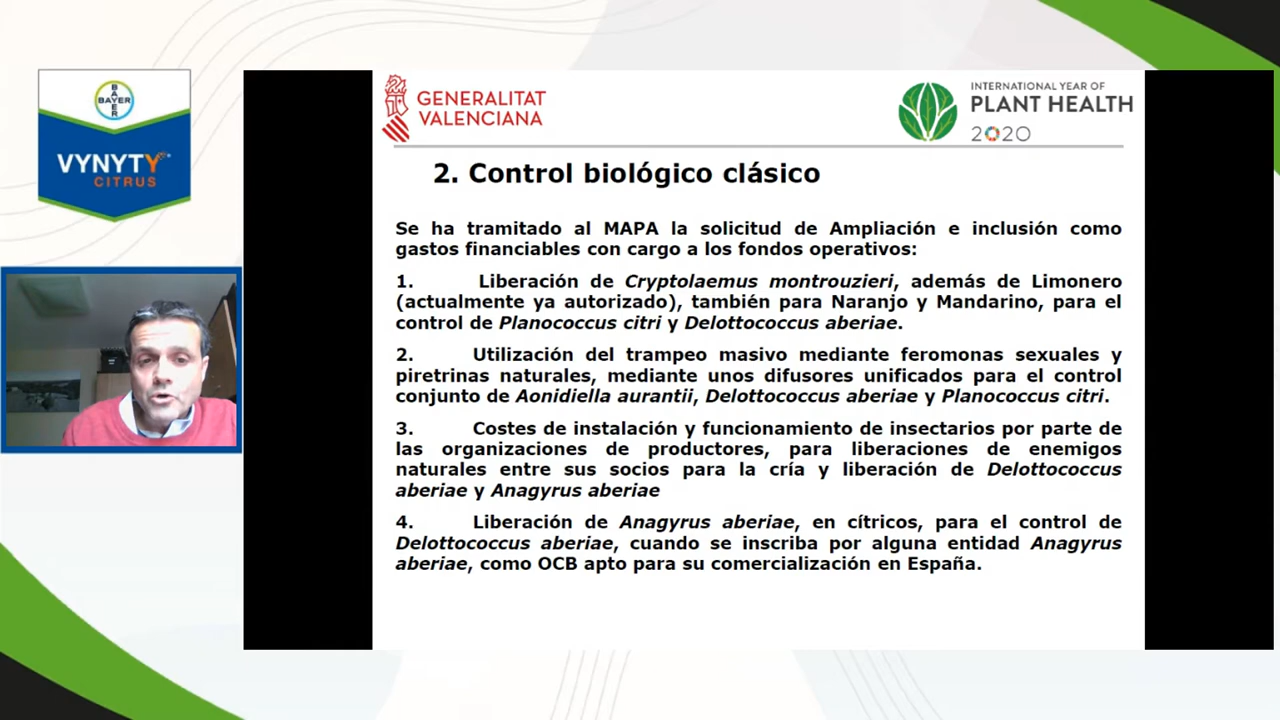 BAYER
BAYER
VYNYTY
CITRUS
GENERALITAT
VALENCIANA
INTERNATIONAL YEAR OF
PLANT HEALTH
2020
2. Control biológico clásico
Se ha tramitado al MAPA la solicitud de Ampliación e inclusión como
gastos financiables con cargo a los fondos operativos:
1. Liberación de Cryptolaemus montrouzieri, además de Limonero
(actualmente ya autorizado), también para Naranjo y Mandarino, para el
control de Planococcus citri y Delottococcus aberiae.
2. Utilización del trampeo masivo mediante feromonas sexuales y
piretrinas naturales, mediante unos difusores unificados para el control
conjunto de Aonidiella aurantii, Delottococcus aberiae y Planococcus citri.
3. Costes de instalación y funcionamiento de insectarios por parte de
las organizaciones de productores, para liberaciones de enemigos
naturales entre sus socios para la cría y liberación de Delottococcus
aberiae y Anagyrus aberiae
4. Liberación de Anagyrus aberiae, en cítricos, para el control de
Delottococcus aberiae, cuando se inscriba por alguna entidad Anagyrus
aberiae, como OCB apto para su comercialización en España.